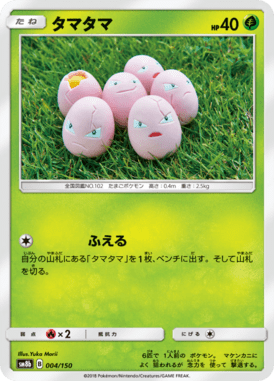 たね タマタマ HP40
全国図鑑NO.102 たまごポケモン 高さ：0.4m 重さ：2.5kg
ふえる
自分の山札にある「タマタマ」を1枚、ベンチに出す。そして山札
を切る。
弱点 ×2 抵抗力 にげる
Illus.Yuka Morii
SM8b D 004/150
6匹で 1人前の ポケモン。 マケンカニに
よく 狙われるが 念力を 使って 撃退する。
©2018 Pokémon/Nintendo/Creatures/GAME FREAK.